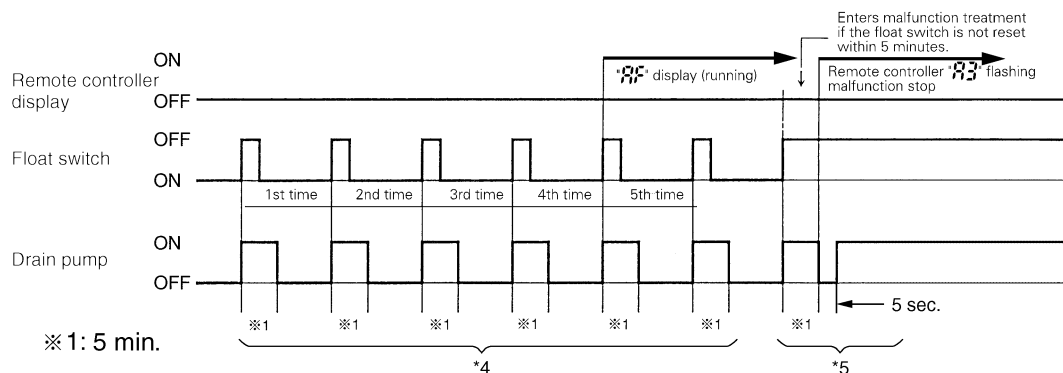 Enters malfunction treatment
if the float switch is not reset
within 5 minutes.
ON
Remote controller
display
"AF" display (running)
Remote controller "A3" flashing
malfunction stop
OFF
OFF
Float switch
ON
1st time 2nd time 3rd time 4th time 5th time
ON
Drain pump
OFF
5 sec.
※1 ※1 ※1 ※1 ※1 ※1 ※1
※1: 5 min.
*4 *5